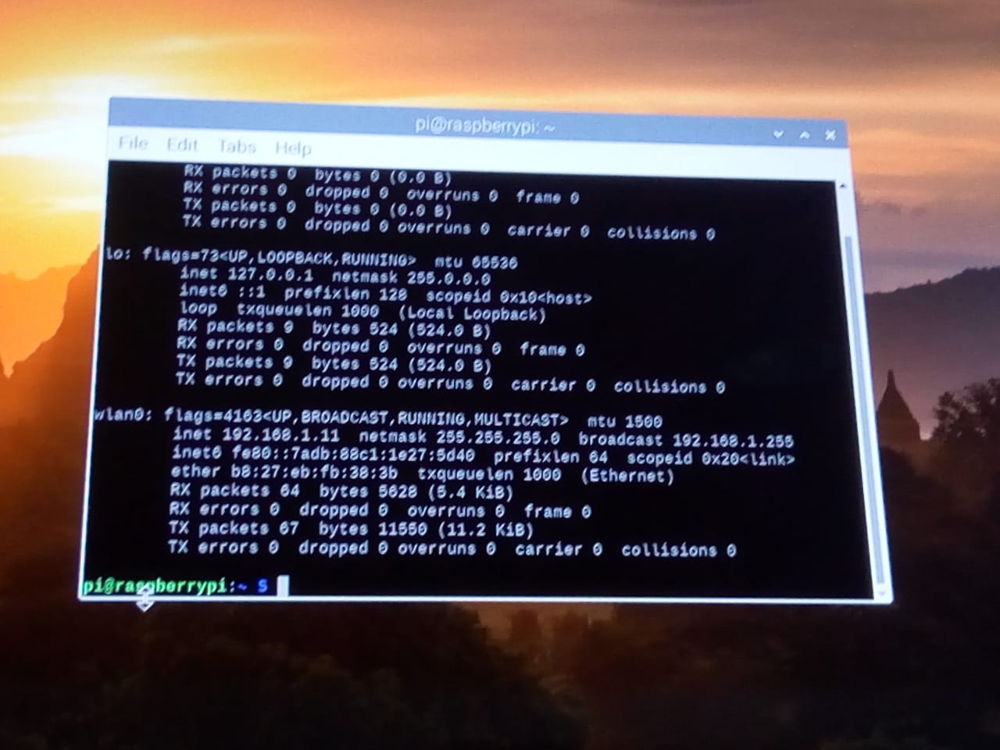 pi@raspberrypi: ~
File Edit Tabs Help
RX packets 0 bytes 0 (0.0 B)
RX errors 0 dropped 0 overruns 0 frame 0
TX packets 0 bytes 0 (0.0 B)
TX errors 0 dropped 0 overruns 0 carrier 0 collisions 0
lo: flags=73<UP,LOOPBACK,RUNNING> mtu 65536
inet 127.0.0.1 netmask 255.0.0.0
inet6 ::1 prefixlen 128 scopeid 0x10<host>
loop txqueuelen 1000 (Local Loopback)
RX packets 9 bytes 524 (524.0 B)
RX errors 0 dropped 0 overruns 0 frame 0
TX packets 9 bytes 524 (524.0 B)
TX errors 0 dropped 0 overruns 0 carrier 0 collisions 0
wlan0: flags=4163<UP,BROADCAST,RUNNING,MULTICAST> mtu 1500
inet 192.168.1.11 netmask 255.255.255.0 broadcast 192.168.1.255
inet6 fe80::7adb:88c1:1e27:5d40 prefixlen 64 scopeid 0x20<link>
ether b8:27:eb:fb:38:3b txqueuelen 1000 (Ethernet)
RX packets 64 bytes 5628 (5.4 KiB)
RX errors 0 dropped 0 overruns 0 frame 0
TX packets 67 bytes 11550 (11.2 KiB)
TX errors 0 dropped 0 overruns 0 carrier 0 collisions 0
pi@raspberrypi:~ $